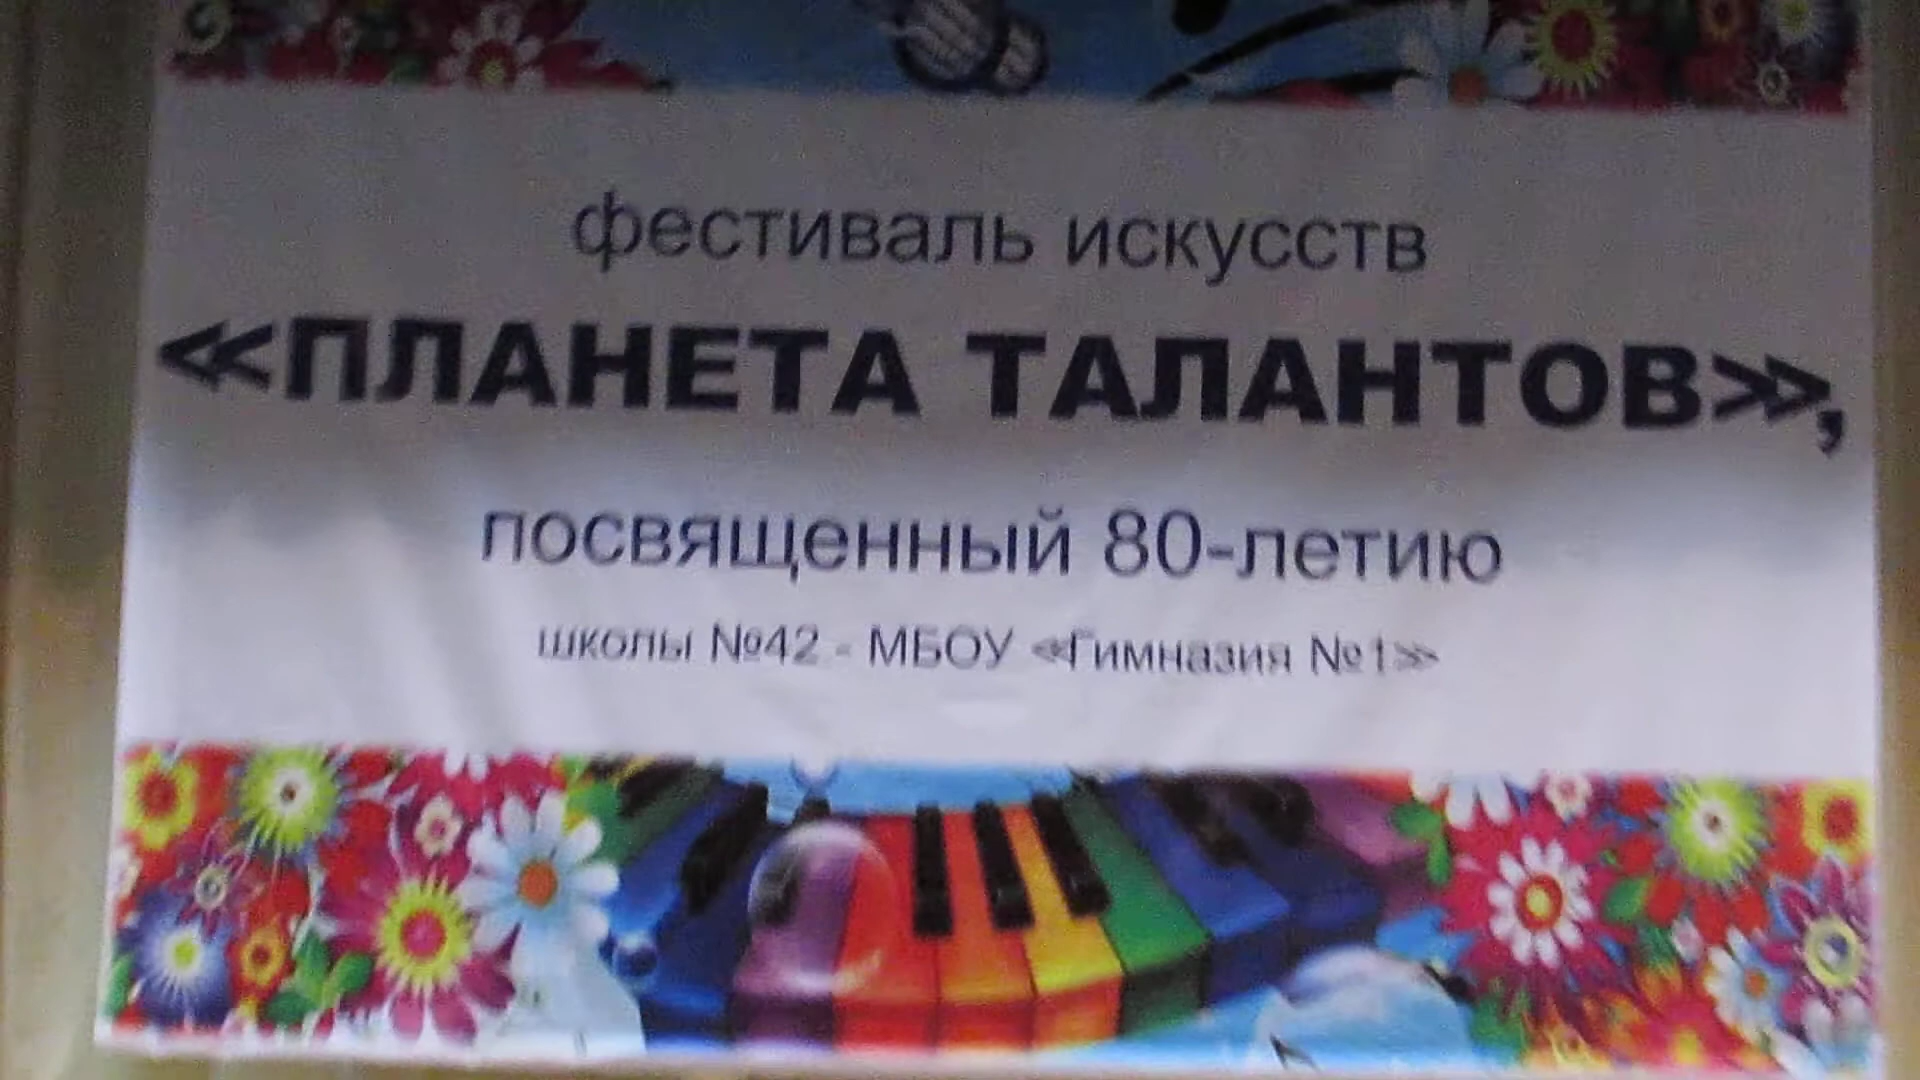 фестиваль искусств
«ПЛАНЕТА ТАЛАНТОВ»,
посвященный 80-летию
школы №42 - МБОУ «Гимназия №1»